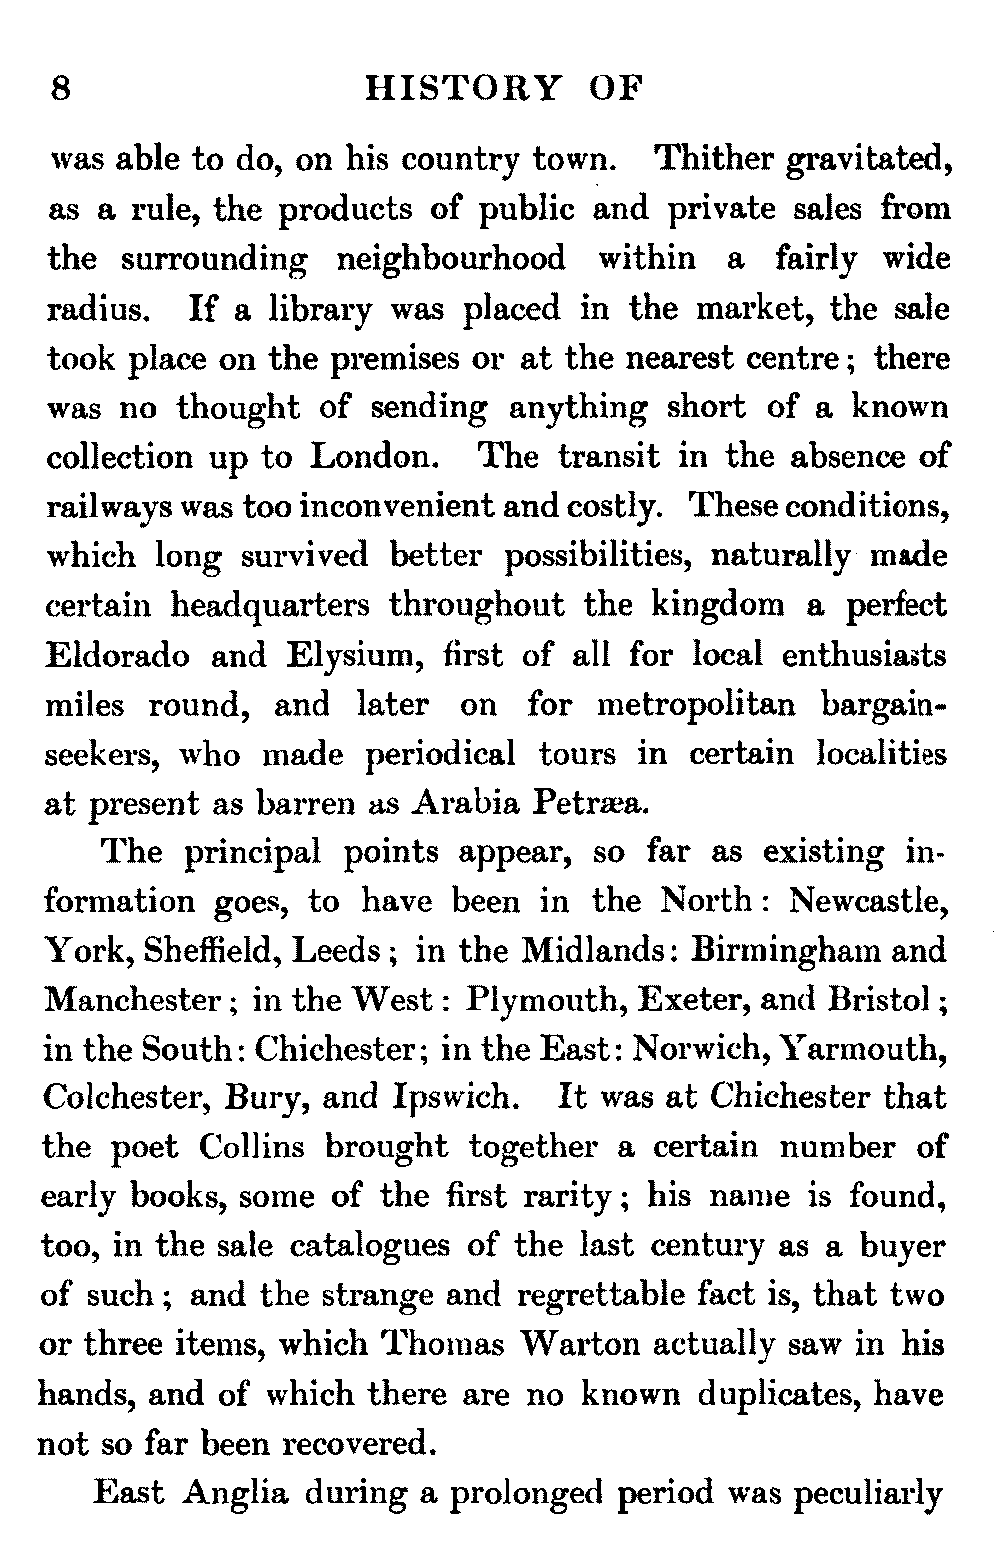 8 HISTORY OF
was able to do, on his country town. Thither gravitated,
as a rule, the products of public and private sales from
the surrounding neighbourhood within a fairly wide
radius. If a library was placed in the market, the sale
took place on the premises or at the nearest centre; there
was no thought of sending anything short of a known
collection up to London. The transit in the absence of
railways was too inconvenient and costly. These conditions,
which long survived better possibilities, naturally made
certain headquarters throughout the kingdom a perfect
Eldorado and Elysium, first of all for local enthusiasts
miles round, and later on for metropolitan bargain-
seekers, who made periodical tours in certain localities
at present as barren as Arabia Petræa.
The principal points appear, so far as existing in-
formation goes, to have been in the North: Newcastle,
York, Sheffield, Leeds; in the Midlands: Birmingham and
Manchester; in the West: Plymouth, Exeter, and Bristol;
in the South: Chichester; in the East: Norwich, Yarmouth,
Colchester, Bury, and Ipswich. It was at Chichester that
the poet Collins brought together a certain number of
early books, some of the first rarity; his name is found,
too, in the sale catalogues of the last century as a buyer
of such; and the strange and regrettable fact is, that two
or three items, which Thomas Warton actually saw in his
hands, and of which there are no known duplicates, have
not so far been recovered.
East Anglia during a prolonged period was peculiarly